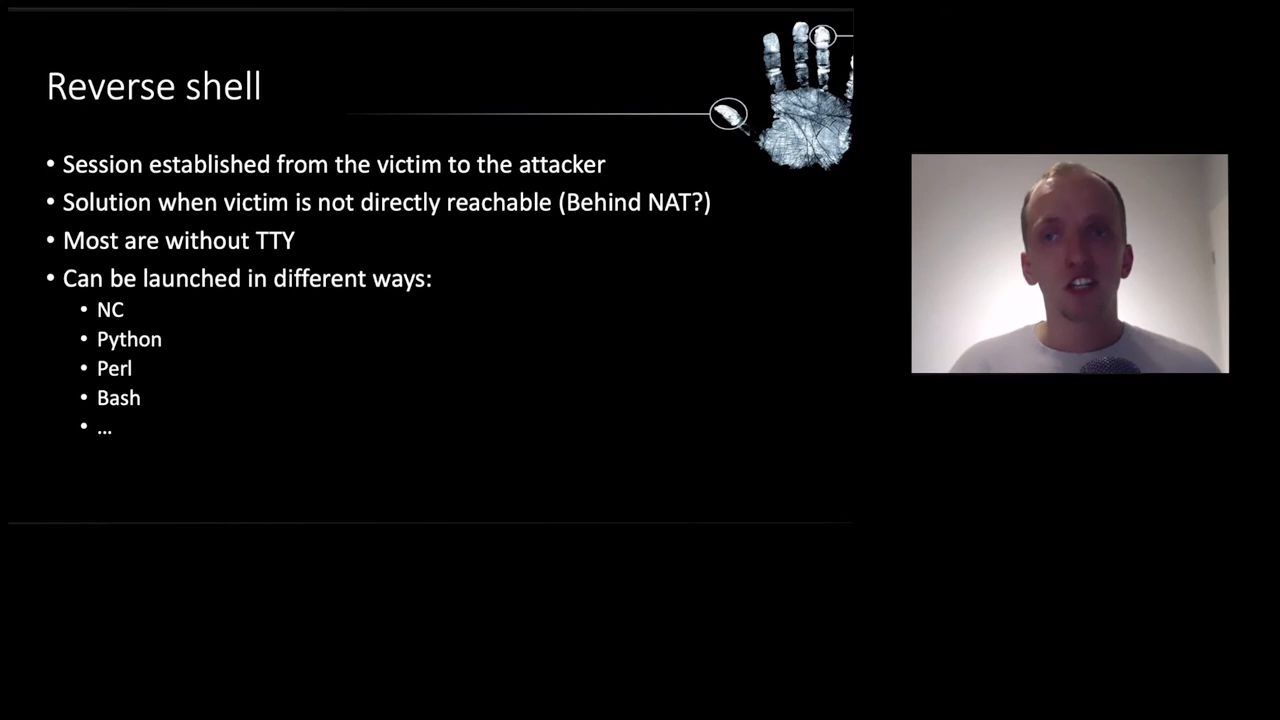 Reverse shell
• Session established from the victim to the attacker
• Solution when victim is not directly reachable (Behind NAT?)
• Most are without TTY
• Can be launched in different ways:
• NC
• Python
• Perl
• Bash
• ...